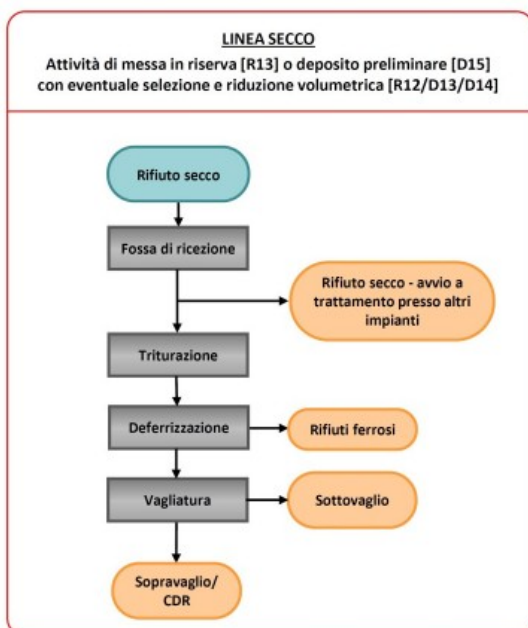 LINEA SECCO
Attività di messa in riserva [R13] o deposito preliminare [D15]
con eventuale selezione e riduzione volumetrica [R12/D13/D14]
Rifiuto secco
Fossa di ricezione
Rifiuto secco - avvio a
trattamento presso altri
impianti
Triturazione
Deferrizzazione
Rifiuti ferrosi
Vagliatura
Sottovaglio
Sopravaglio/
CDR